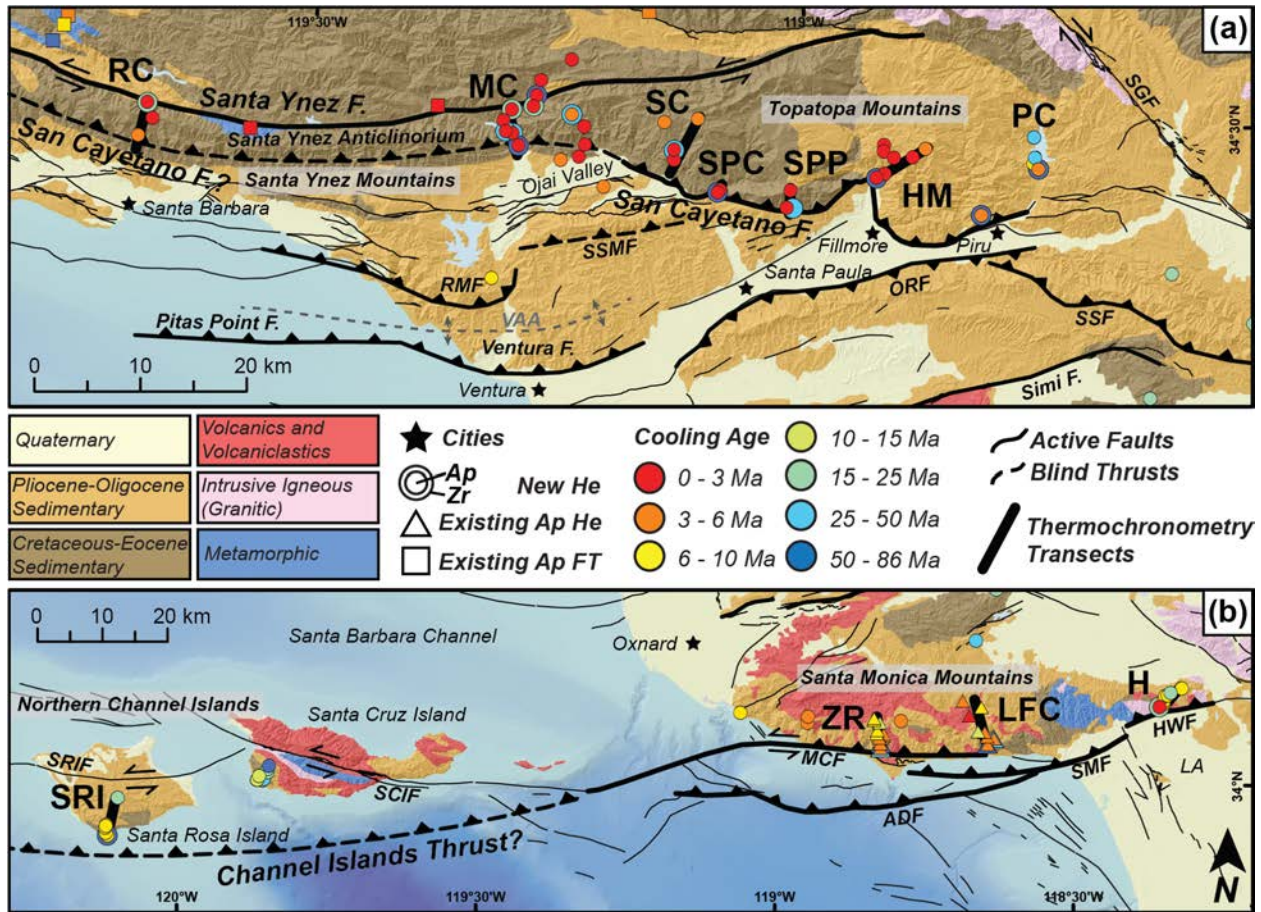 119°30'W
119°W
(a)
RC
MC
SC
SPC
SPP
HM
PC
SGF
Santa Ynez F.
Santa Ynez Anticlinorium
San Cayetano F.?
Santa Ynez Mountains
Topatopa Mountains
34°30'N
Ojai Valley
San Cayetano F.
Santa Barbara
SSMF
Fillmore
Piru
Santa Paula
RMF
ORF
VAA
SSF
Pitas Point F.
Ventura F.
Simi F.
Ventura
0 10 20 km
Quaternary
Volcanics and
Volcaniclastics
Pliocene-Oligocene
Sedimentary
Intrusive Igneous
(Granitic)
Cretaceous-Eocene
Sedimentary
Metamorphic
Cities
Ap
Zr
New He
Existing Ap He
Existing Ap FT
Cooling Age
0 - 3 Ma
3 - 6 Ma
6 - 10 Ma
10 - 15 Ma
15 - 25 Ma
25 - 50 Ma
50 - 86 Ma
Active Faults
Blind Thrusts
Thermochronometry
Transects
(b)
0 10 20 km
Santa Barbara
Channel
Oxnard
Northern Channel Islands
Santa Cruz Island
Santa Monica Mountains
ZR
LFC
H
HWF
SRIF
SRI
SCIF
MCF
SMF
LA
ADF
Santa Rosa Island
Channel Islands Thrust?
34°N
120°W
119°30'W
119°W
118°30'W
N